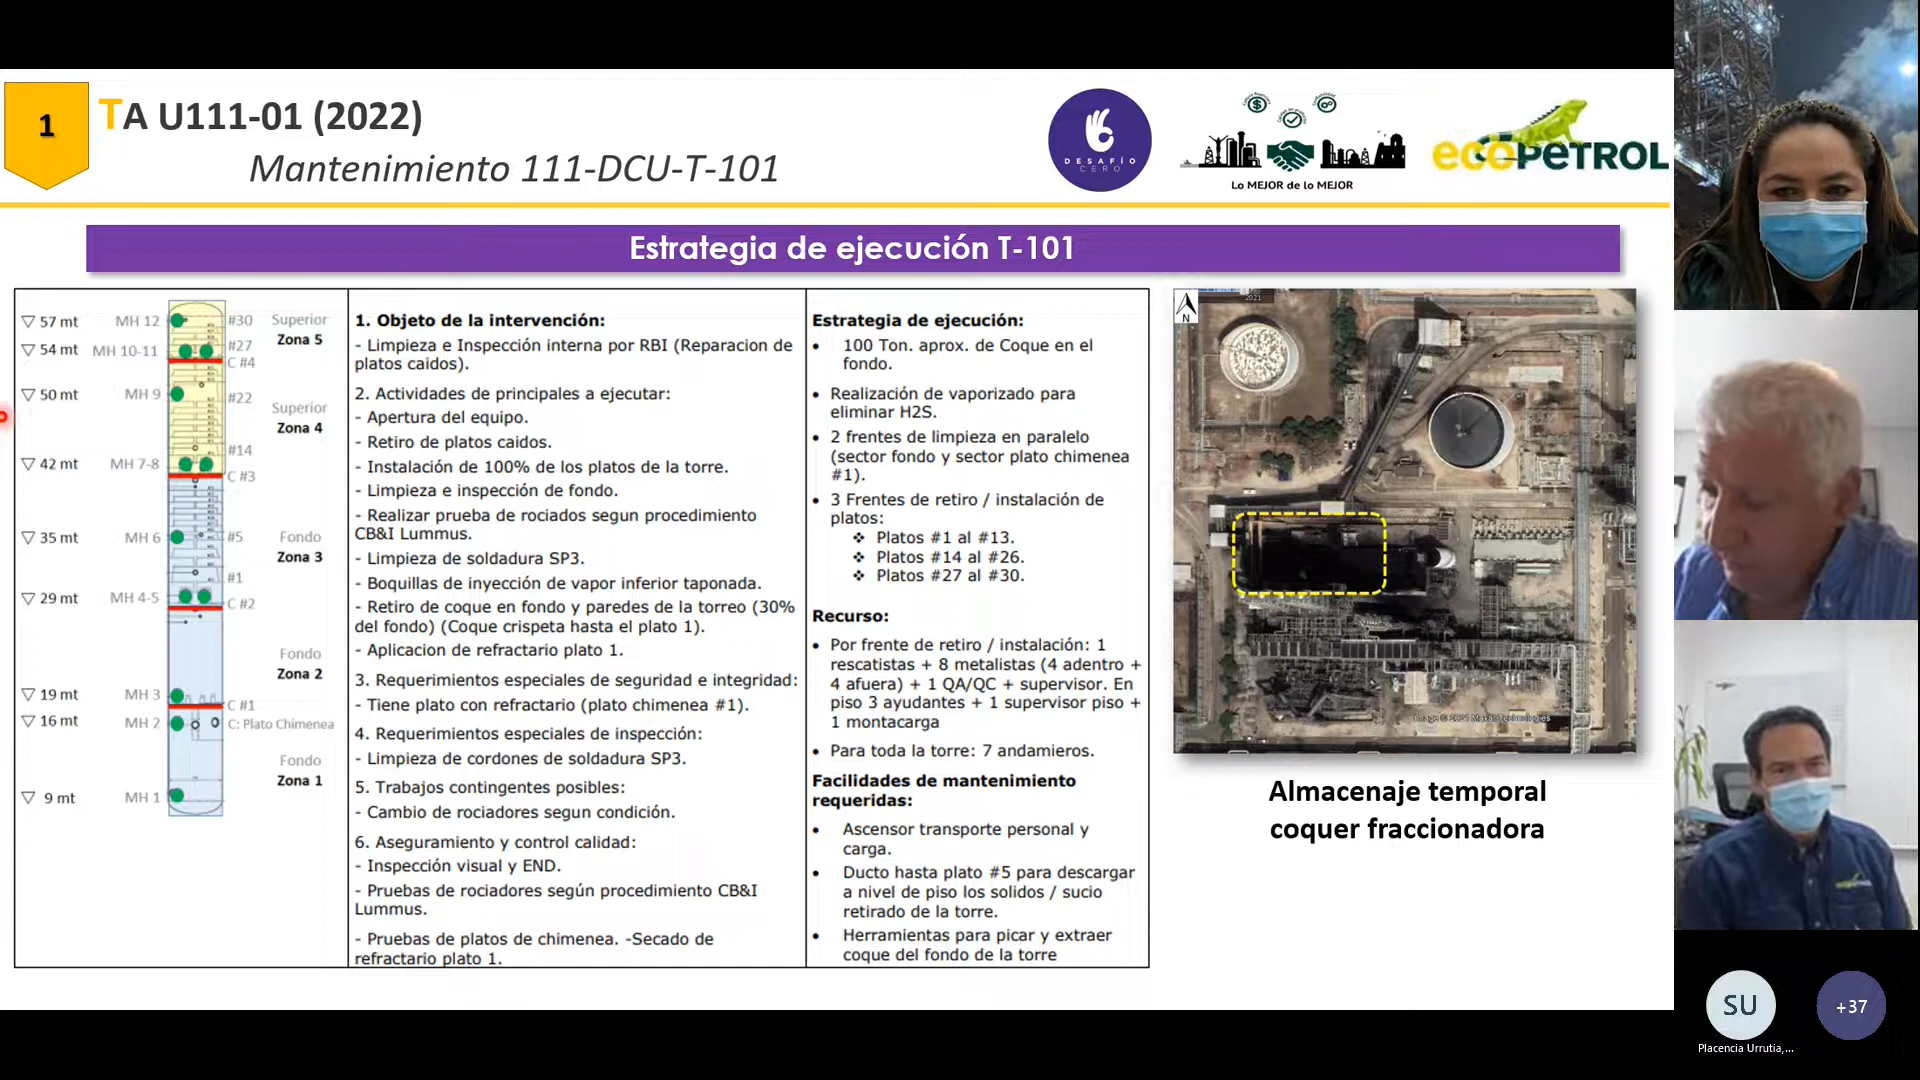 1
TA U111-01 (2022)
Mantenimiento 111-DCU-T-101
DESAFÍO
CERO
Lo MEJOR de lo MEJOR
ecopetrol
Estrategia de ejecución T-101
57 mt MH 12 #30 Superior
Zona 5
54 mt MH 10-11 #27
C #4
50 mt MH 9 #22
Superior
Zona 4
42 mt MH 7-8 #14
C #3
35 mt MH 6 #5 Fondo
Zona 3
#1
29 mt MH 4-5 C #2
Fondo
Zona 2
19 mt MH 3 C #1
16 mt MH 2 C: Plato Chimenea
Fondo
Zona 1
9 mt MH 1
1. Objeto de la intervención:
- Limpieza e Inspección interna por RBI (Reparacion de
platos caidos).
2. Actividades de principales a ejecutar:
- Apertura del equipo.
- Retiro de platos caidos.
- Instalación de 100% de los platos de la torre.
- Limpieza e inspección de fondo.
- Realizar prueba de rociados segun procedimiento
CB&I Lummus.
- Limpieza de soldadura SP3.
- Boquillas de inyección de vapor inferior taponada.
- Retiro de coque en fondo y paredes de la torreo (30%
del fondo) (Coque crispeta hasta el plato 1).
- Aplicacion de refractario plato 1.
3. Requerimientos especiales de seguridad e integridad:
- Tiene plato con refractario (plato chimenea #1).
4. Requerimientos especiales de inspección:
- Limpieza de cordones de soldadura SP3.
5. Trabajos contingentes posibles:
- Cambio de rociadores segun condición.
6. Aseguramiento y control calidad:
- Inspección visual y END.
- Pruebas de rociadores según procedimiento CB&I
Lummus.
- Pruebas de platos de chimenea. -Secado de
refractario plato 1.
Estrategia de ejecución:
• 100 Ton. aprox. de Coque en el
fondo.
• Realización de vaporizado para
eliminar H2S.
• 2 frentes de limpieza en paralelo
(sector fondo y sector plato chimenea
#1).
• 3 Frentes de retiro / instalación de
platos:
❖ Platos #1 al #13.
❖ Platos #14 al #26.
❖ Platos #27 al #30.
Recurso:
• Por frente de retiro / instalación: 1
rescatistas + 8 metalistas (4 adentro +
4 afuera) + 1 QA/QC + supervisor. En
piso 3 ayudantes + 1 supervisor piso +
1 montacarga
• Para toda la torre: 7 andamieros.
Facilidades de mantenimiento
requeridas:
• Ascensor transporte personal y
carga.
• Ducto hasta plato #5 para descargar
a nivel de piso los solidos / sucio
retirado de la torre.
• Herramientas para picar y extraer
coque del fondo de la torre
N
2021
Almacenaje temporal
coquer fraccionadora
SU
+37
Placencia Urrutia,...